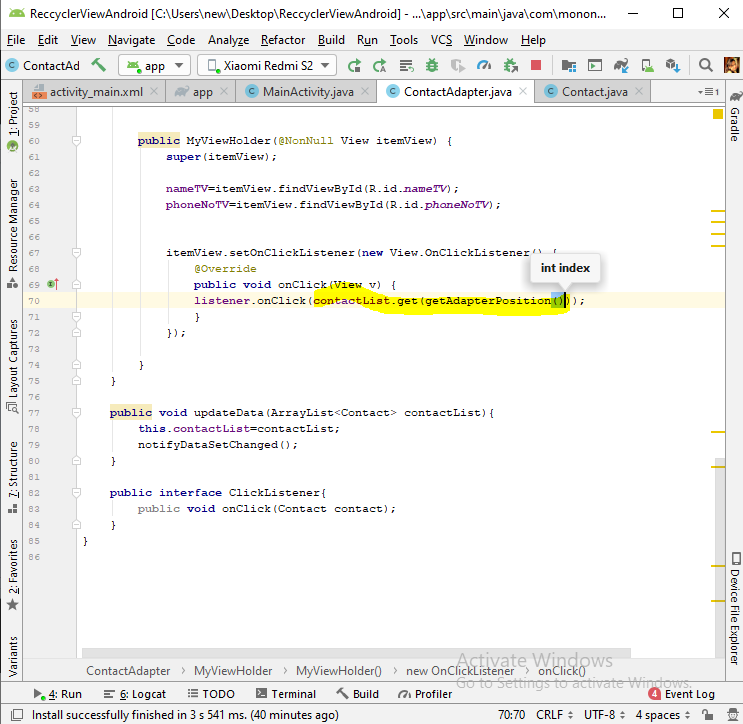 ReccyclerViewAndroid [C:\Users\new\Desktop\ReccyclerViewAndroid] - ...\app\src\main\java\com\monon...
File Edit View Navigate Code Analyze Refactor Build Run Tools VCS Window Help
ContactAd app Xiaomi Redmi S2
activity_main.xml app MainActivity.java ContactAdapter.java Contact.java 1
1: Project
Resource Manager
Layout Captures
7: Structure
2: Favorites
Variants
58
59
60 public MyViewHolder(@NonNull View itemView) {
61 super(itemView);
62
63 nameTV=itemView.findViewById(R.id.nameTV);
64 phoneNoTV=itemView.findViewById(R.id.phoneNoTV);
65
66
67 itemView.setOnClickListener(new View.OnClickListener() {
68 @Override
int index
69 public void onClick(View v) {
70 listener.onClick(contactList.get(getAdapterPosition()));
71 }
72 });
73
74 }
75 }
76
77 public void updateData(ArrayList<Contact> contactList){
78 this.contactList=contactList;
79 notifyDataSetChanged();
80 }
81
82 public interface ClickListener{
83 public void onClick(Contact contact);
84 }
85 }
86
Gradle
Device File Explorer
Activate Windows
Go to Settings to activate Windows.
ContactAdapter › MyViewHolder › MyViewHolder() › new OnClickListener › onClick()
4: Run 6: Logcat TODO Terminal Build Profiler 4 Event Log
Install successfully finished in 3 s 541 ms. (40 minutes ago) 70:70 CRLF UTF-8 4 spaces